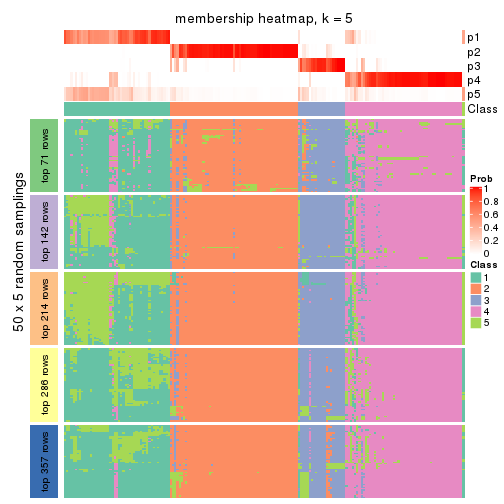 membership heatmap, k = 5
p1
p2
p3
p4
p5
Class
50 x 5 random samplings
top 71 rows
top 142 rows
top 214 rows
top 286 rows
top 357 rows
Prob
1
0.8
0.6
0.4
0.2
0
Class
1
2
3
4
5